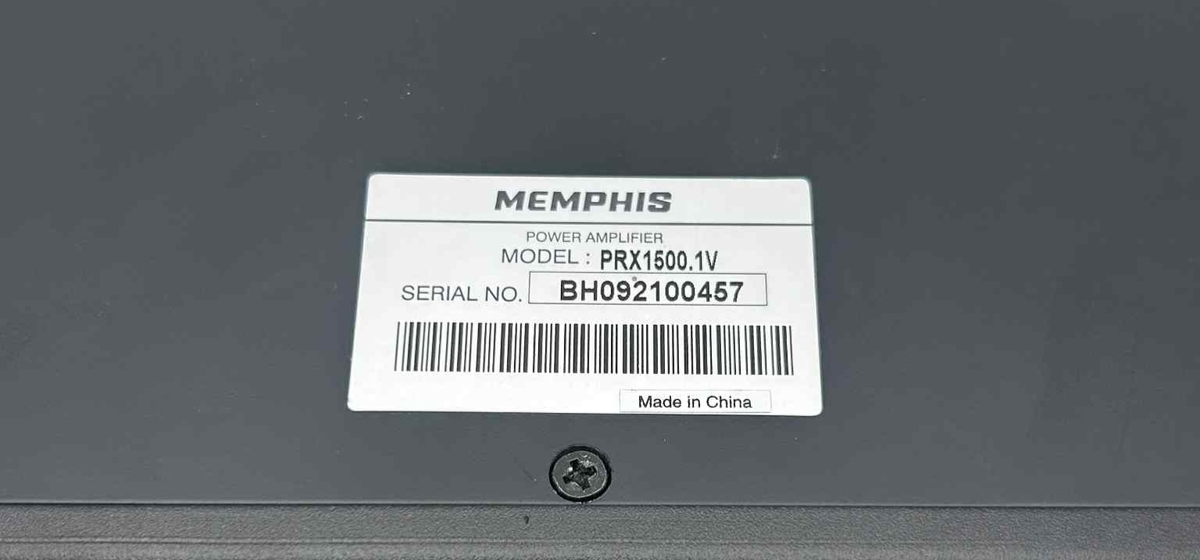 MEMPHIS
POWER AMPLIFIER
MODEL : PRX1500.1V
SERIAL NO. BH092100457
Made in China